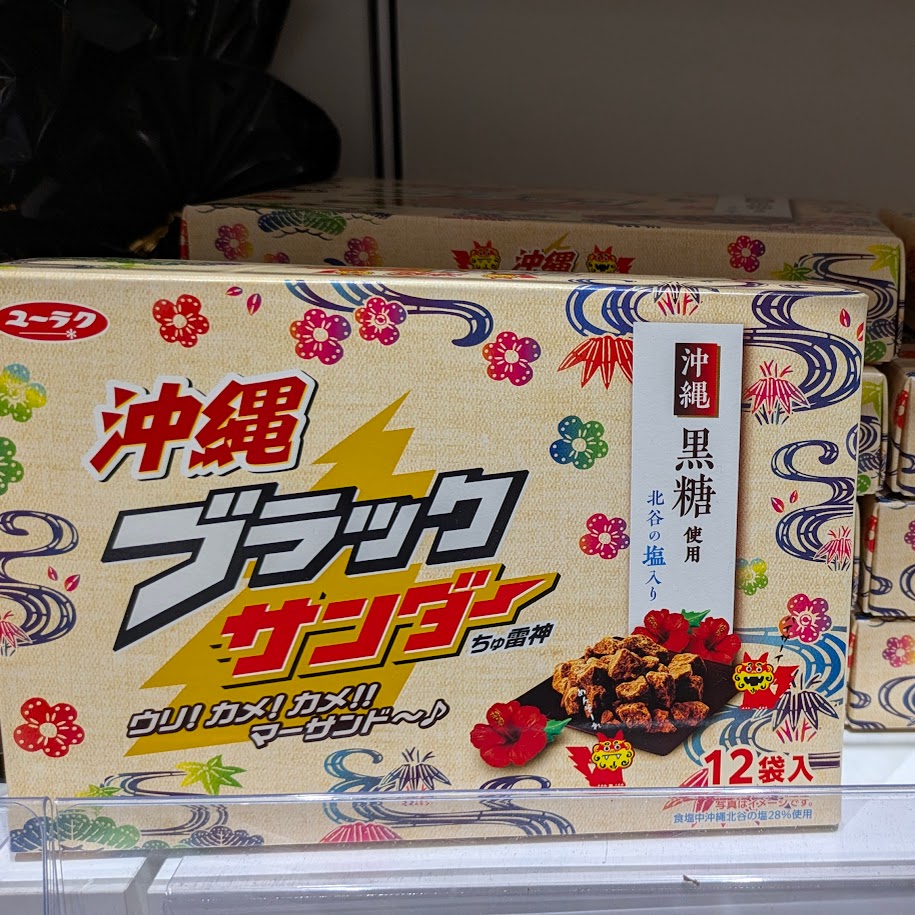 沖縄
ユーラク
沖縄
ブラック
サンダー
ちゅ雷神
ウリ!カメ!カメ!!
マーサンド〜♪
沖縄
黒糖使用
北谷の塩入り
12袋入
写真はイメージです。
食塩中沖縄北谷の塩28%使用